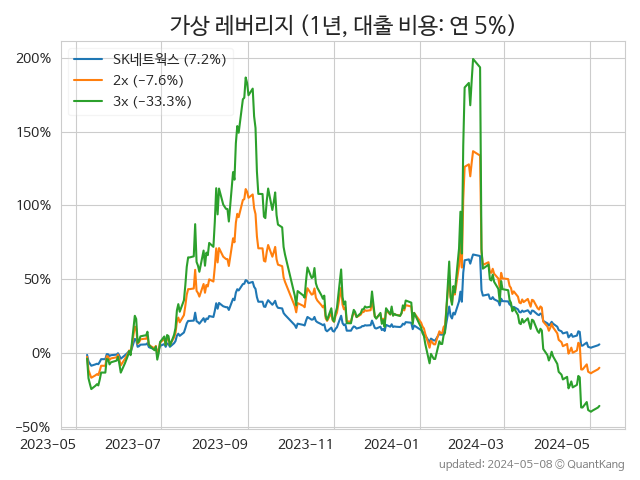 가상 레버리지 (1년, 대출 비용: 연 5%)
SK네트웍스 (7.2%)
2x (−7.6%)
3x (−33.3%)
200%
150%
100%
50%
0%
−50%
2023-05 2023-07 2023-09 2023-11 2024-01 2024-03 2024-05
updated: 2024-05-08 © QuantKang